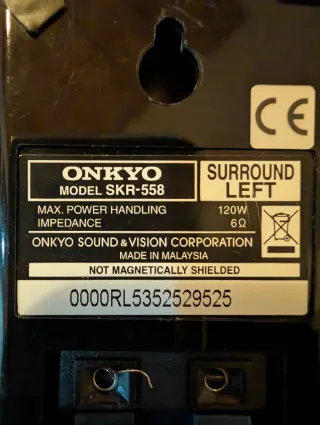 CE
ONKYO
MODEL SKR-558
SURROUND
LEFT
MAX. POWER HANDLING 120W
IMPEDANCE 6Ω
ONKYO SOUND & VISION CORPORATION
MADE IN MALAYSIA
NOT MAGNETICALLY SHIELDED
0000RL5352529525